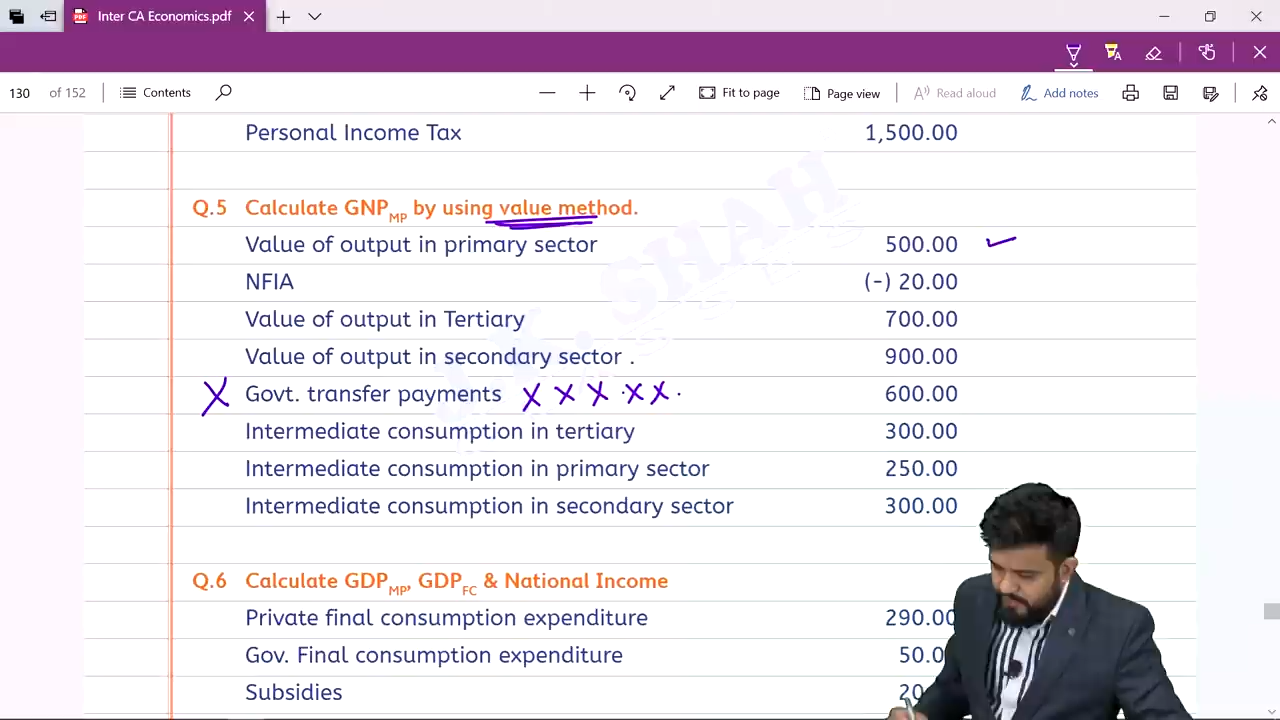 Inter CA Economics.pdf
130 of 152 Contents Fit to page Page view Read aloud Add notes
Personal Income Tax 1,500.00
Q.5 Calculate GNPMP by using value method.
Value of output in primary sector 500.00
NFIA (-) 20.00
Value of output in Tertiary 700.00
Value of output in secondary sector . 900.00
X Govt. transfer payments X X X X X 600.00
Intermediate consumption in tertiary 300.00
Intermediate consumption in primary sector 250.00
Intermediate consumption in secondary sector 300.00
Q.6 Calculate GDPMP, GDPFC & National Income
Private final consumption expenditure 290.00
Gov. Final consumption expenditure 50.0
Subsidies 20
J.K. SHAH